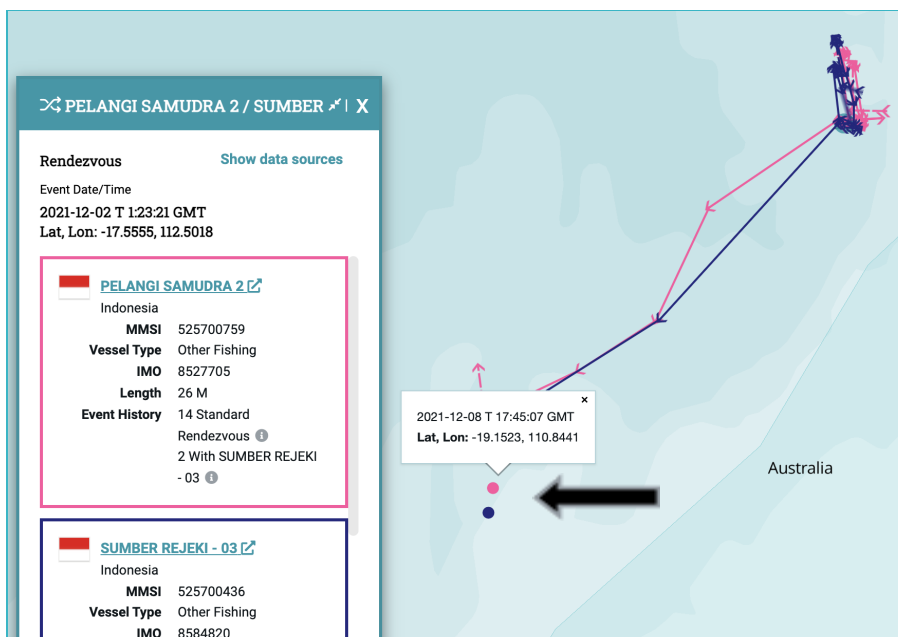 PELANGI SAMUDRA 2 / SUMBER
X
Rendezvous Show data sources
Event Date/Time
2021-12-02 T 1:23:21 GMT
Lat, Lon: -17.5555, 112.5018
PELANGI SAMUDRA 2
Indonesia
MMSI 525700759
Vessel Type Other Fishing
IMO 8527705
Length 26 M
Event History 14 Standard
Rendezvous
2 With SUMBER REJEKI
- 03
SUMBER REJEKI - 03
Indonesia
MMSI 525700436
Vessel Type Other Fishing
IMO 8584820
×
2021-12-08 T 17:45:07 GMT
Lat, Lon: -19.1523, 110.8441
Australia